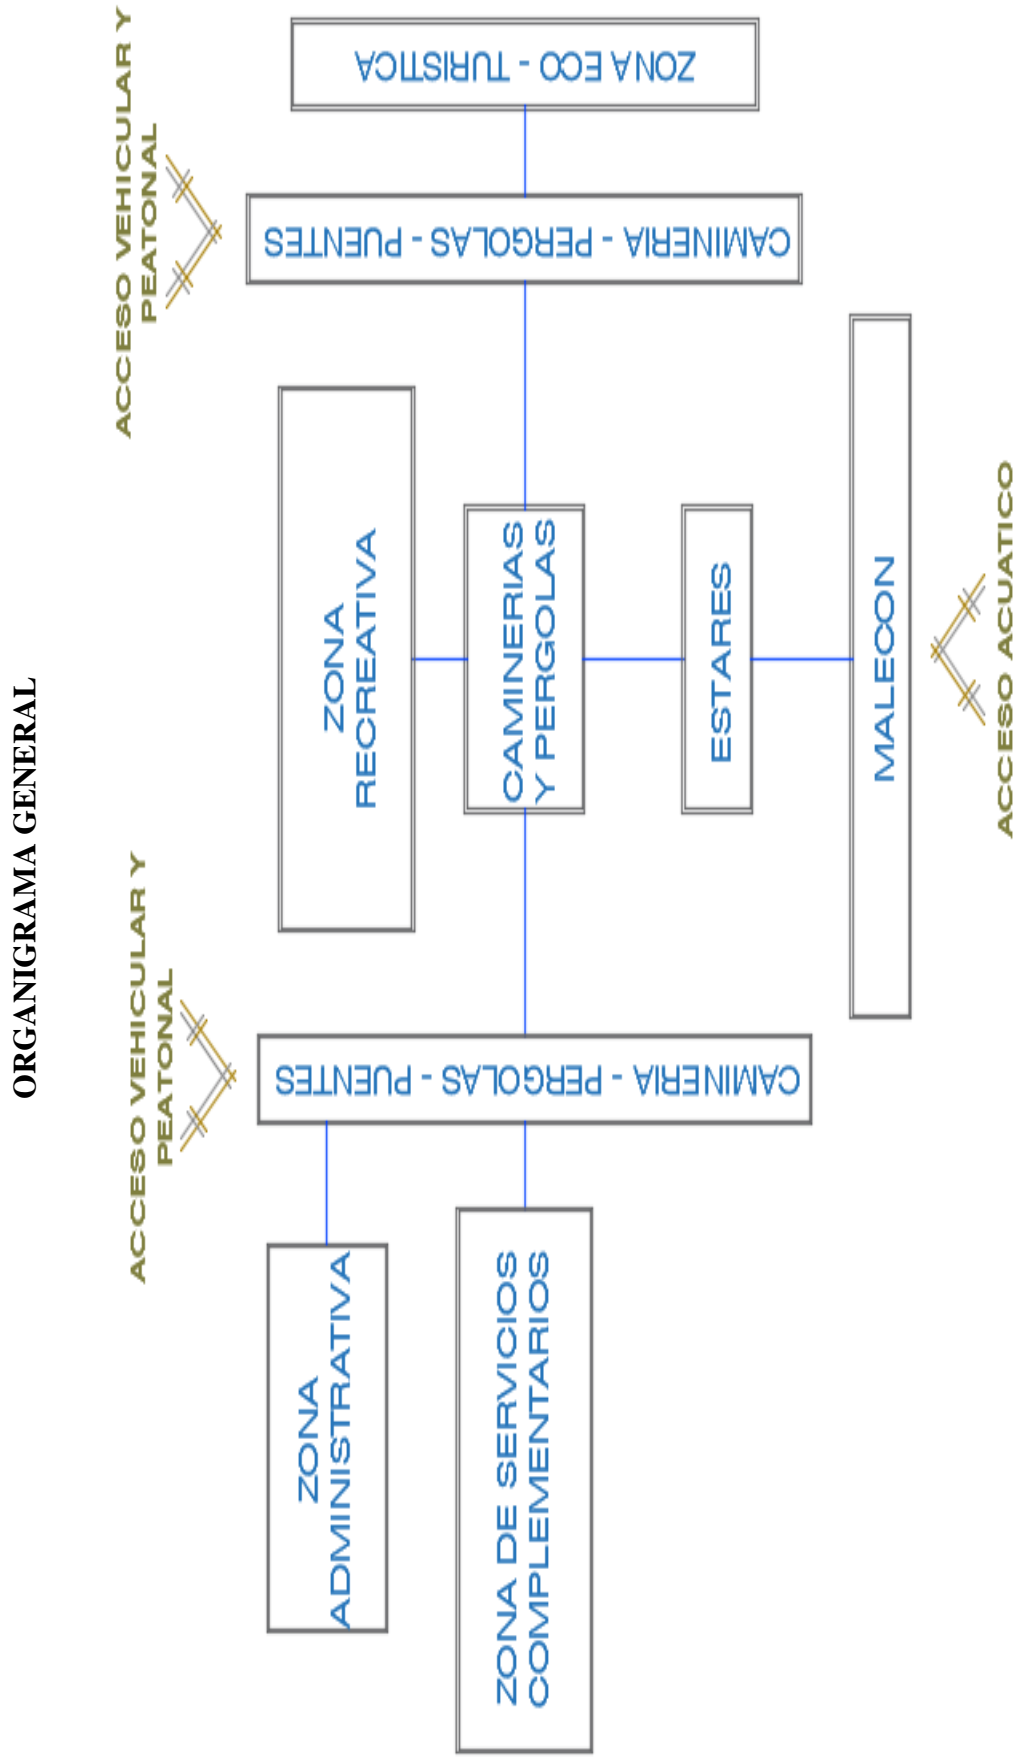 ORGANIGRAMA GENERAL
ACCESO VEHICULAR Y
PEATONAL
ACCESO VEHICULAR Y
PEATONAL
ZONA
ADMINISTRATIVA
CAMINERIA - PERGOLAS - PUENTES
ZONA
RECREATIVA
CAMINERIA - PERGOLAS - PUENTES
ZONA ECO - TURISTICA
ZONA DE SERVICIOS
COMPLEMENTARIOS
CAMINERIAS
Y PERGOLAS
ESTARES
MALECON
ACCESO ACUATICO